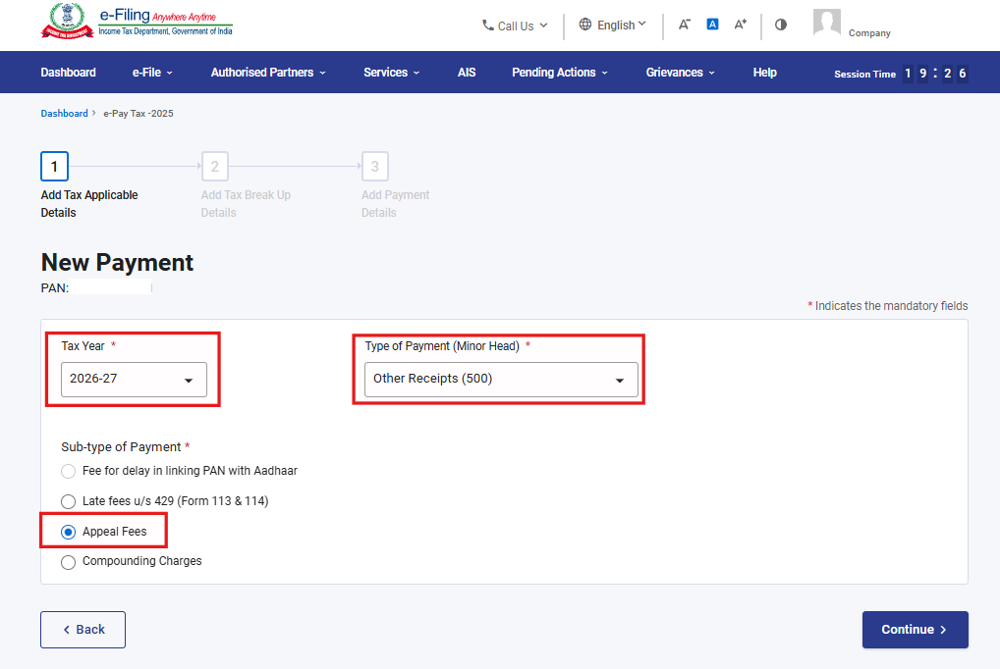 e-Filing Anywhere Anytime
Income Tax Department, Government of India
Call Us
English
A-
A
A+
Company
Dashboard
e-File
Authorised Partners
Services
AIS
Pending Actions
Grievances
Help
Session Time 1 9 : 2 6
Dashboard > e-Pay Tax -2025
1
2
3
Add Tax Applicable
Details
Add Tax Break Up
Details
Add Payment
Details
New Payment
PAN:
* Indicates the mandatory fields
Tax Year *
2026-27
Type of Payment (Minor Head) *
Other Receipts (500)
Sub-type of Payment *
Fee for delay in linking PAN with Aadhaar
Late fees u/s 429 (Form 113 & 114)
Appeal Fees
Compounding Charges
< Back
Continue >